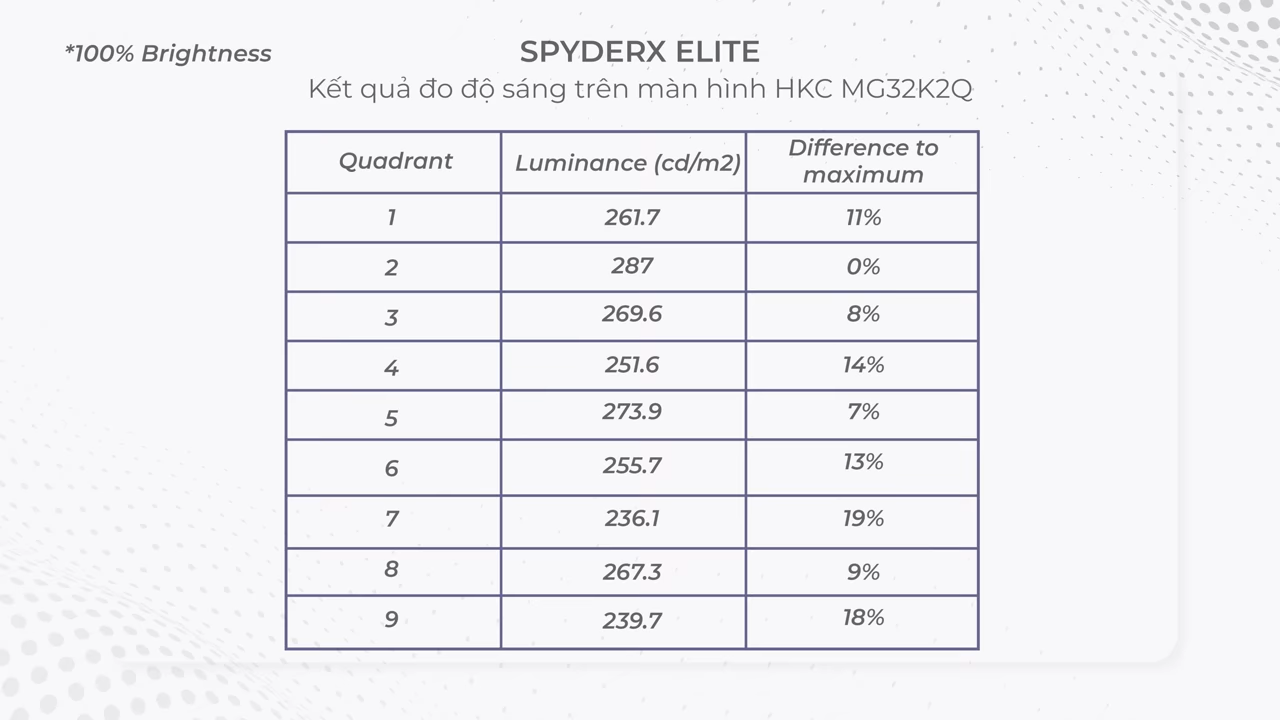 *100% Brightness
SPYDERX ELITE
Kết quả đo độ sáng trên màn hình HKC MG32K2Q
Quadrant Luminance (cd/m2) Difference to maximum
1 261.7 11%
2 287 0%
3 269.6 8%
4 251.6 14%
5 273.9 7%
6 255.7 13%
7 236.1 19%
8 267.3 9%
9 239.7 18%